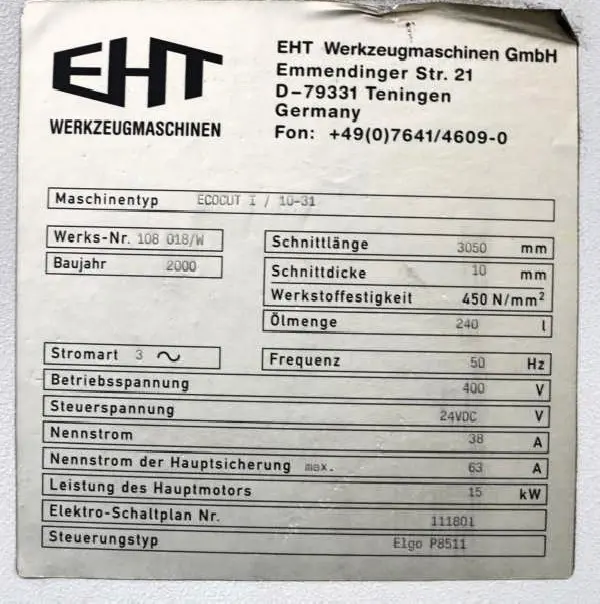 EHT
WERKZEUGMASCHINEN
EHT Werkzeugmaschinen GmbH
Emmendinger Str. 21
D-79331 Teningen
Germany
Fon: +49(0)7641/4609-0
Maschinentyp ECOCUT I / 10-31
Werks-Nr. 108 018/W
Baujahr 2000
Schnittlänge 3050 mm
Schnittdicke 10 mm
Werkstoffestigkeit 450 N/mm²
Ölmenge 240 l
Stromart 3 ∿
Frequenz 50 Hz
Betriebsspannung 400 V
Steuerspannung 24VDC V
Nennstrom 38 A
Nennstrom der Hauptsicherung max. 63 A
Leistung des Hauptmotors 15 kW
Elektro-Schaltplan Nr. 111801
Steuerungstyp Elgo P8511